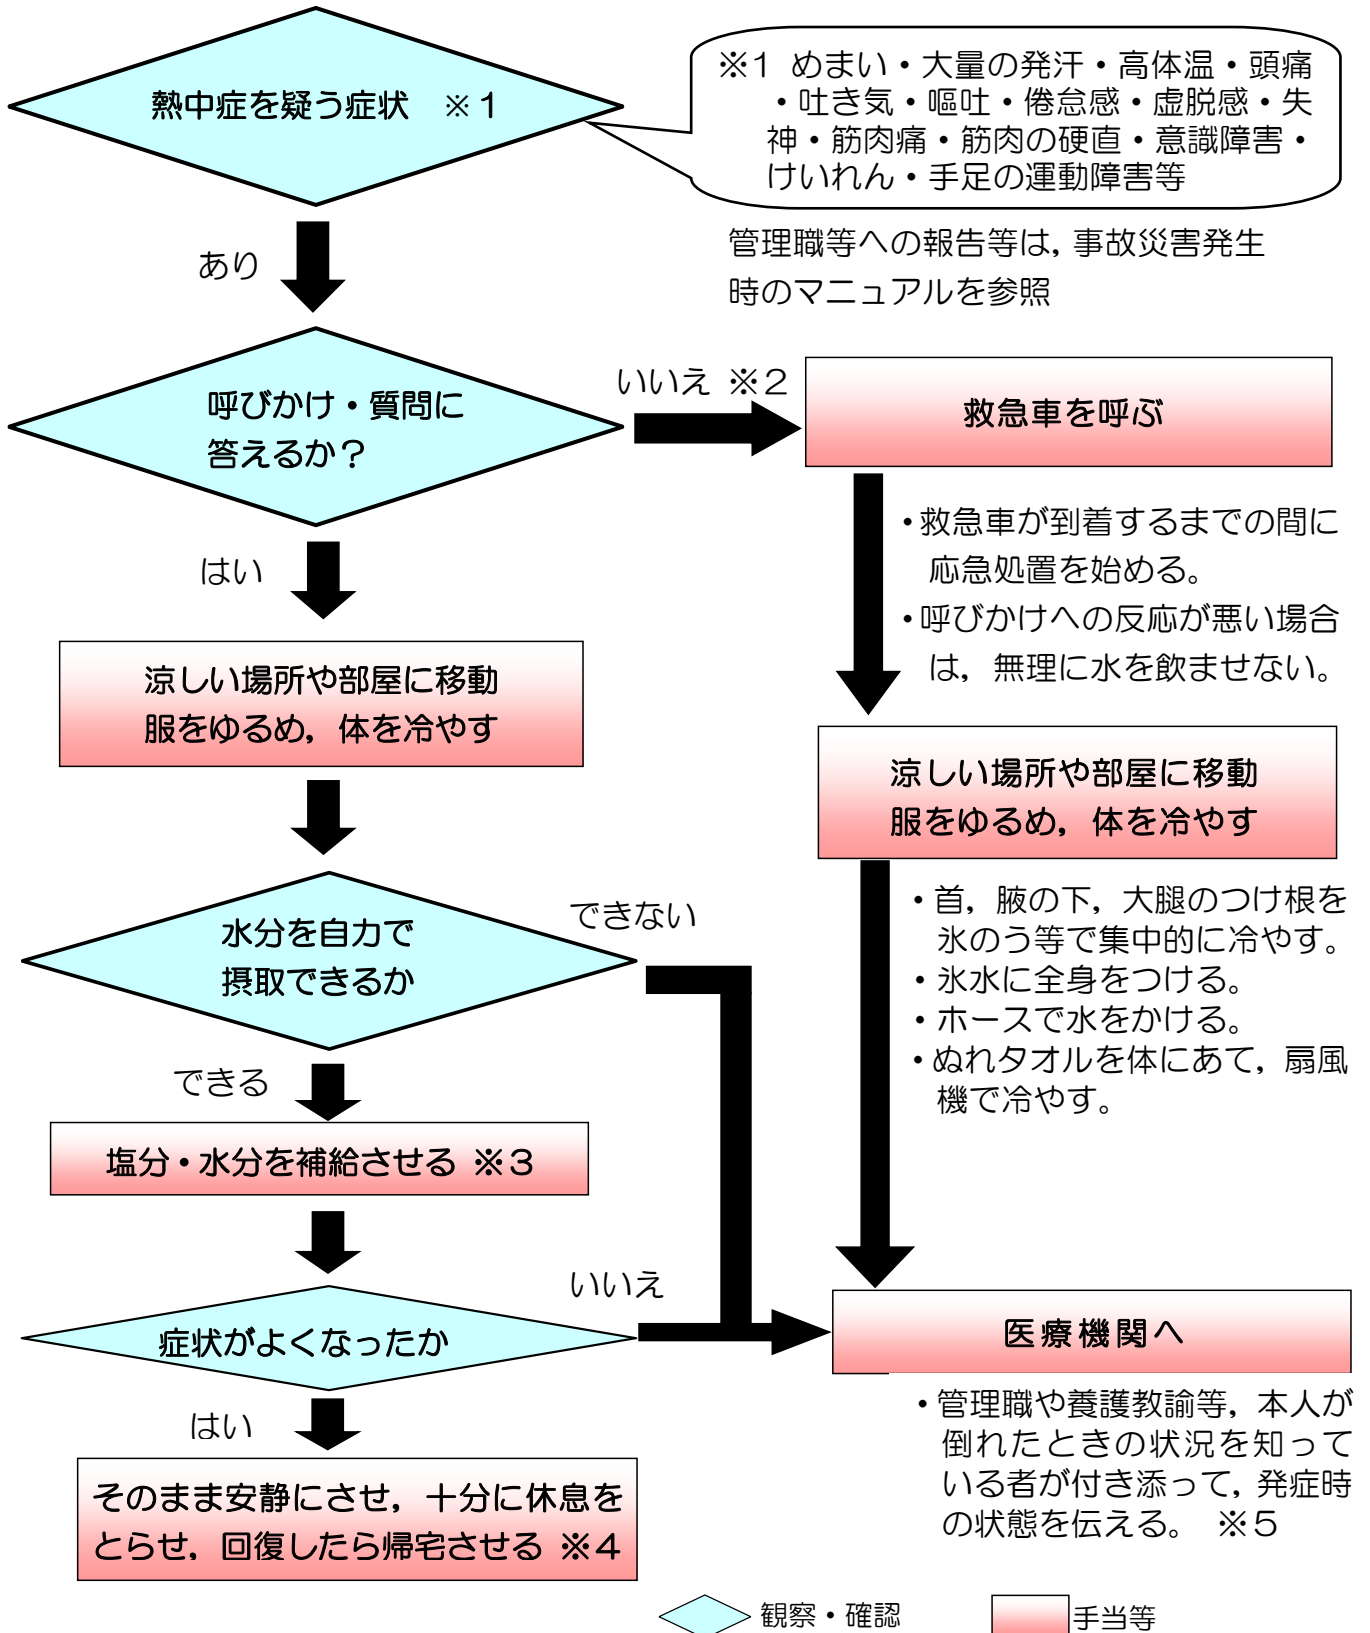 熱中症を疑う症状　※１
※1　めまい・大量の発汗・高体温・頭痛
・吐き気・嘔吐・倦怠感・虚脱感・失
神・筋肉痛・筋肉の硬直・意識障害・
けいれん・手足の運動障害等
管理職等への報告等は，事故災害発生
時のマニュアルを参照
あり
呼びかけ・質問に
答えるか？
いいえ ※２
救急車を呼ぶ
・救急車が到着するまでの間に
応急処置を始める。
・呼びかけへの反応が悪い場合
は，無理に水を飲ませない。
はい
涼しい場所や部屋に移動
服をゆるめ，体を冷やす
涼しい場所や部屋に移動
服をゆるめ，体を冷やす
・首，腋の下，大腿のつけ根を
氷のう等で集中的に冷やす。
・氷水に全身をつける。
・ホースで水をかける。
・ぬれタオルを体にあて，扇風
機で冷やす。
水分を自力で
摂取できるか
できない
できる
塩分・水分を補給させる ※３
症状がよくなったか
いいえ
医療機関へ
・管理職や養護教諭等，本人が
倒れたときの状況を知って
いる者が付き添って，発症時
の状態を伝える。　※５
はい
そのまま安静にさせ，十分に休息を
とらせ，回復したら帰宅させる ※４
観察・確認
手当等